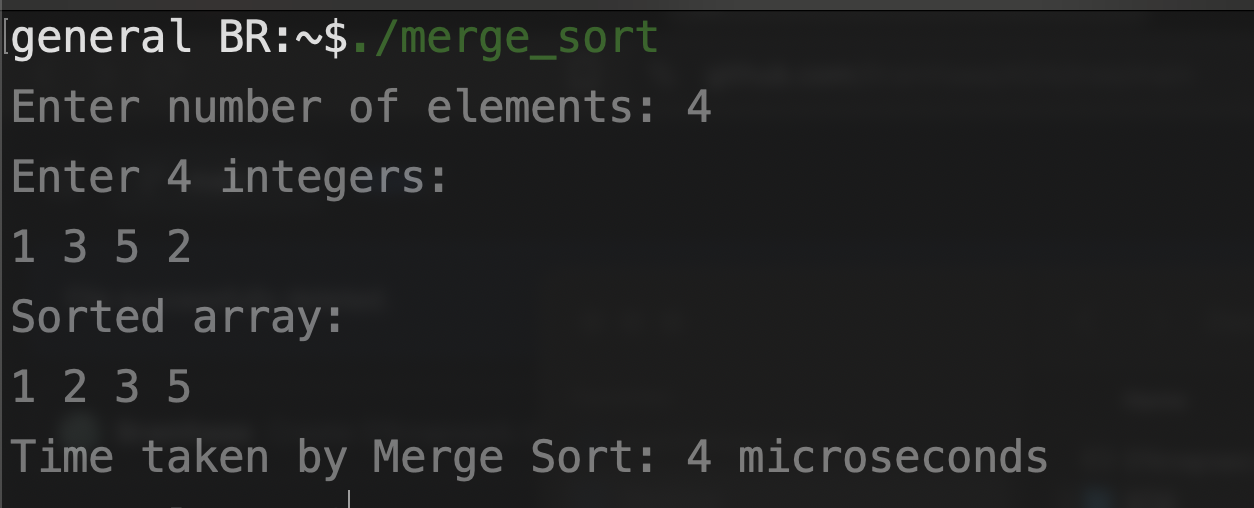 general BR:~$./merge_sort
Enter number of elements: 4
Enter 4 integers:
1 3 5 2
Sorted array:
1 2 3 5
Time taken by Merge Sort: 4 microseconds